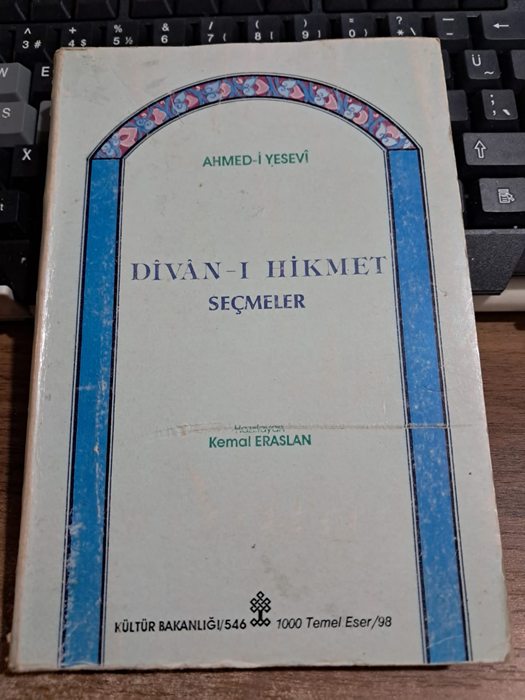 AHMED-İ YESEVÎ
DÎVÂN-I HİKMET
SEÇMELER
Hazırlayan
Kemal ERASLAN
KÜLTÜR BAKANLIĞI/546
1000 Temel Eser/98